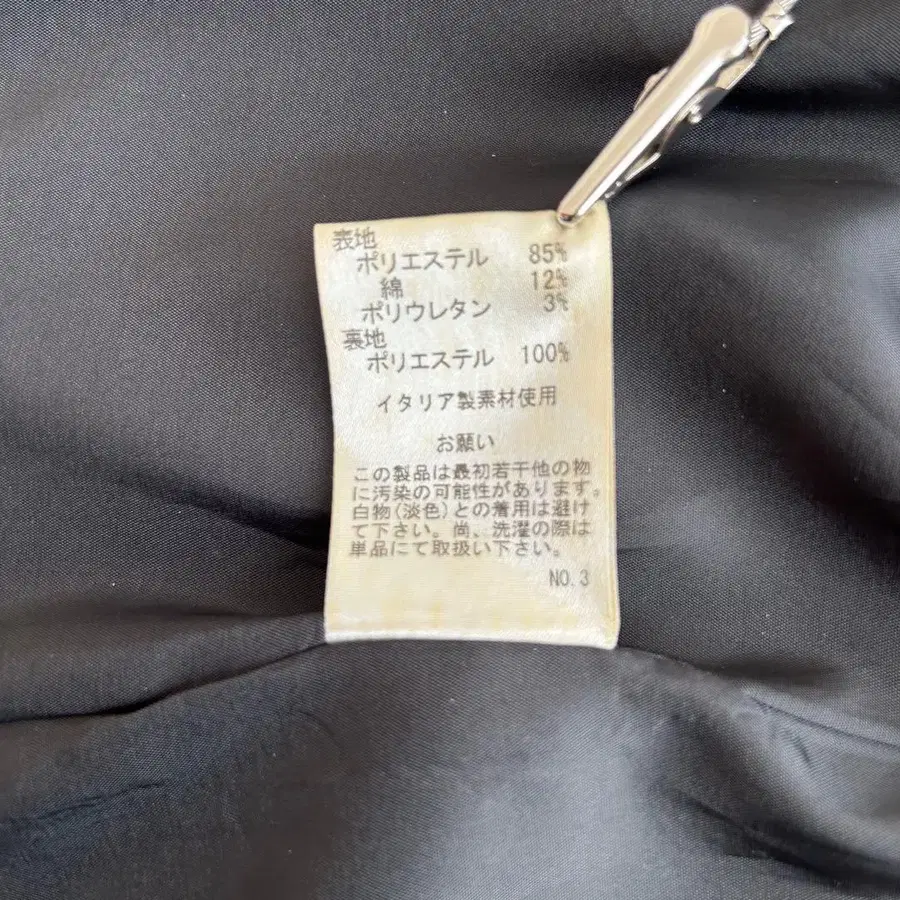 表地
ポリエステル 85%
綿 12%
ポリウレタン 3%
裏地
ポリエステル 100%
イタリア製素材使用
お願い
この製品は最初若干他の物
に汚染の可能性があります。
白物(淡色)との着用は避け
て下さい。尚、洗濯の際は
単品にて取扱い下さい。
NO.3